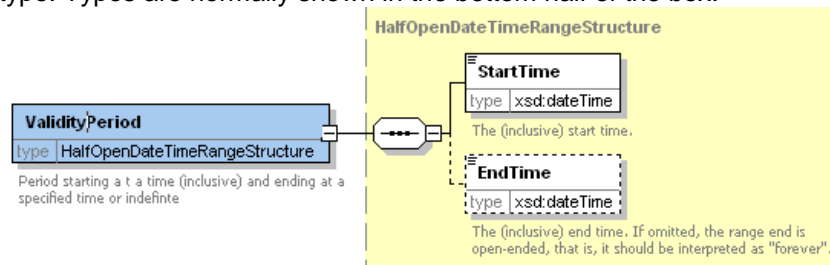 type. Types are normally shown in the bottom half of the box.
HalfOpenDateTimeRangeStructure
StartTime
type xsd:dateTime
The (inclusive) start time.
ValidityPeriod
type HalfOpenDateTimeRangeStructure
Period starting a t a time (inclusive) and ending at a
specified time or indefinte
EndTime
type xsd:dateTime
The (inclusive) end time. If omitted, the range end is
open-ended, that is, it should be interpreted as "forever".